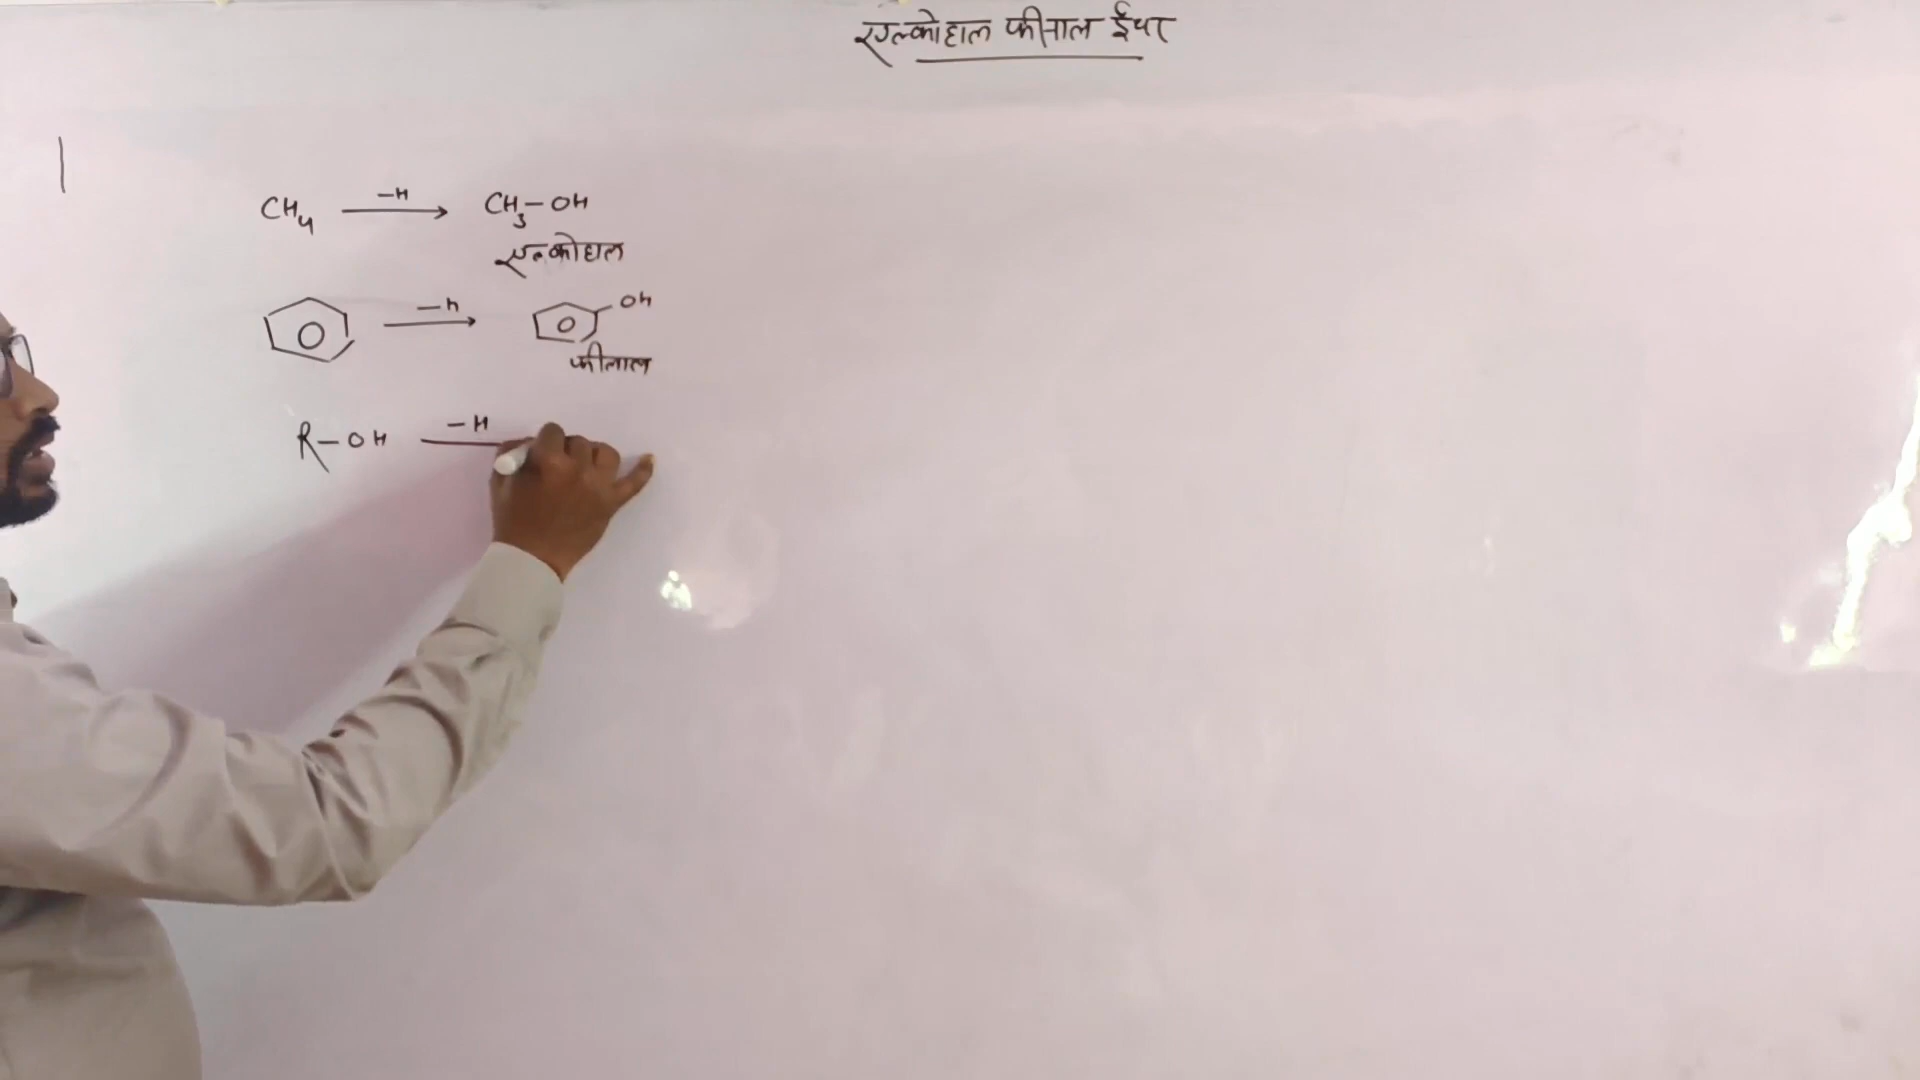 एल्कोहाल फीनाल ईथर
CH₄ —H→ CH₃—OH
एल्कोहाल
—H→ OH
फीनाल
R—OH —H